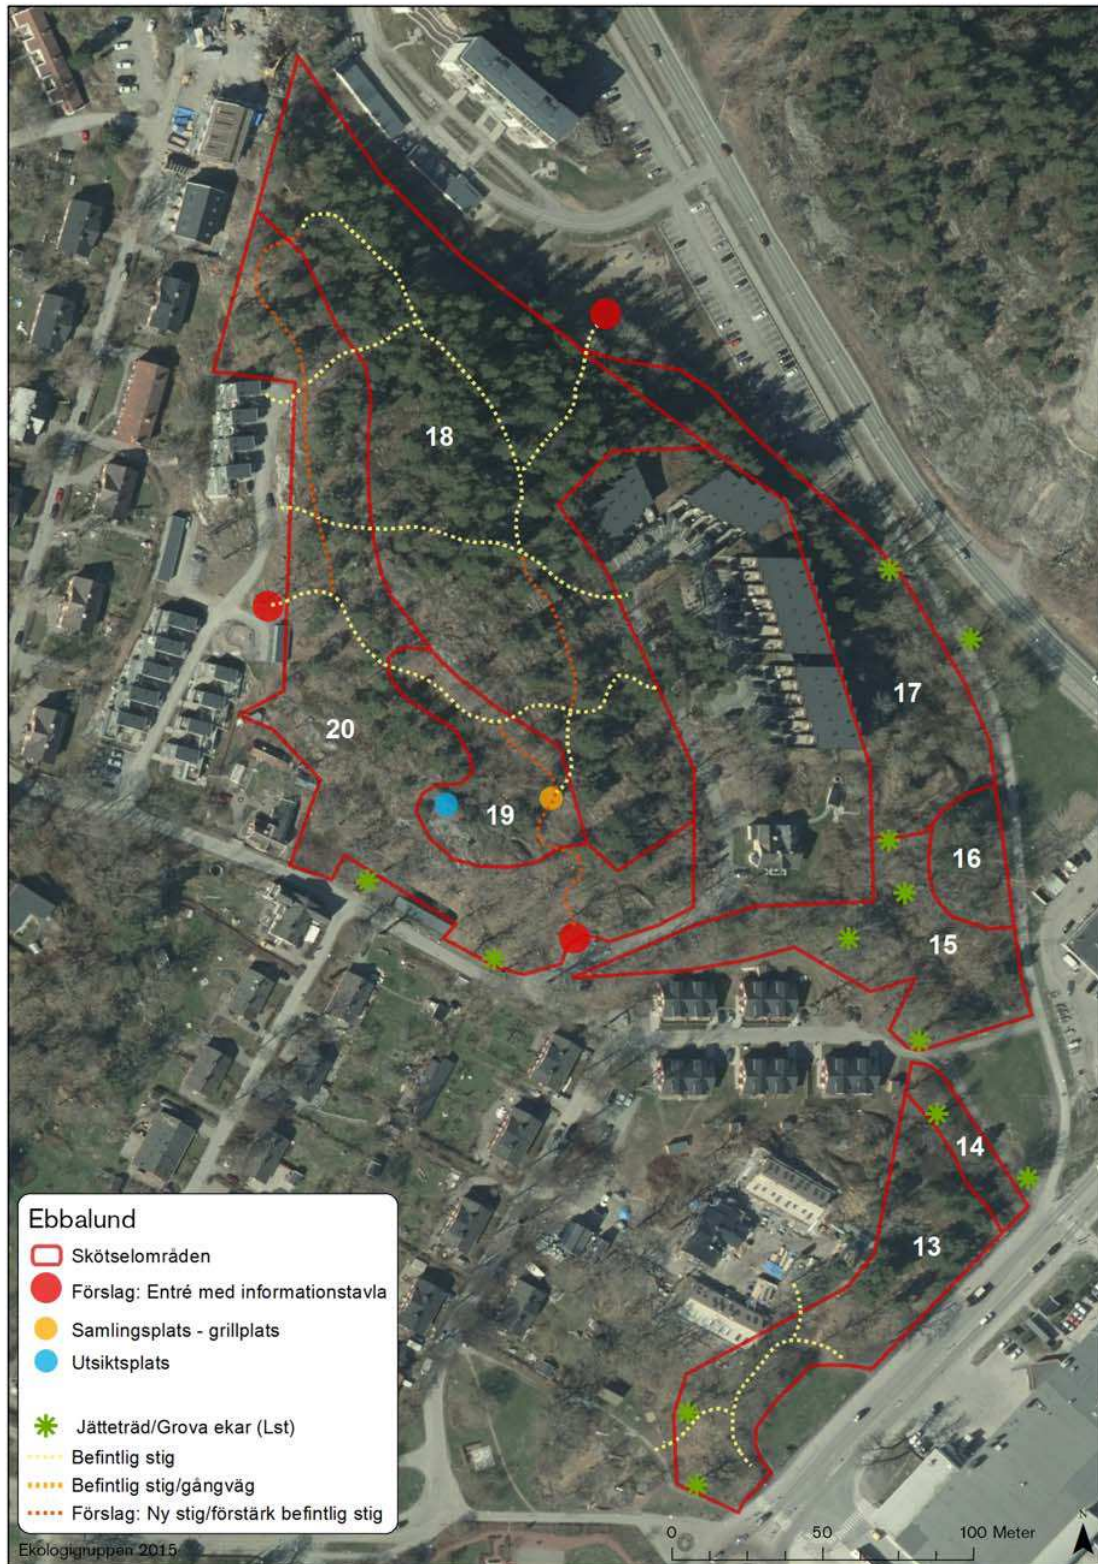 18
17
20
19
16
15
14
13
Ebbalund
Skötselområden
Förslag: Entré med informationstavla
Samlingsplats - grillplats
Utsiktsplats
Jätteträd/Grova ekar (Lst)
Befintlig stig
Befintlig stig/gångväg
Förslag: Ny stig/förstärk befintlig stig
Ekologigruppen 2015
0 50 100 Meter
N